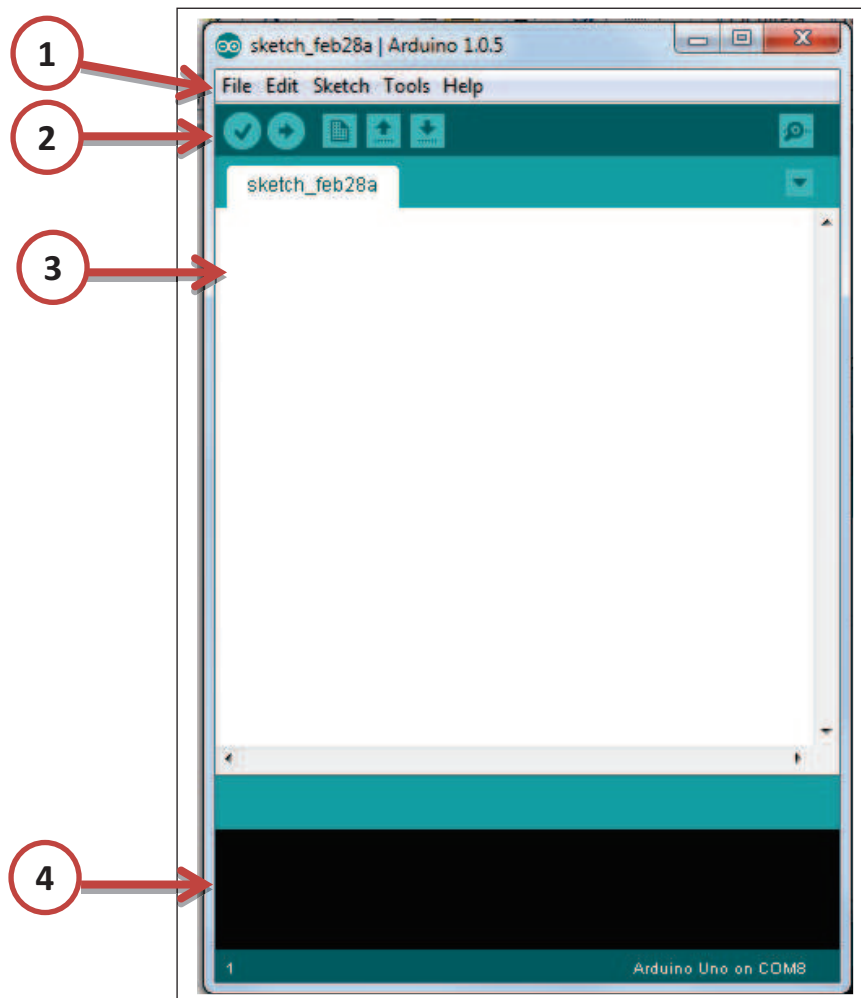 sketch_feb28a | Arduino 1.0.5
1
File Edit Sketch Tools Help
2
sketch_feb28a
3
4
1
Arduino Uno on COM8